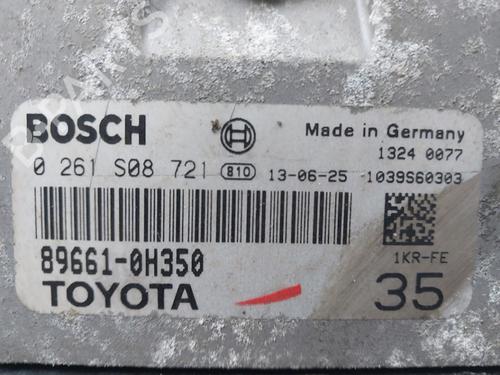 BOSCH
Made in Germany
1324 0077
0 261 S08 721 B10 13-06-25 1039S60303
89661-0H350
1KR-FE
TOYOTA
35